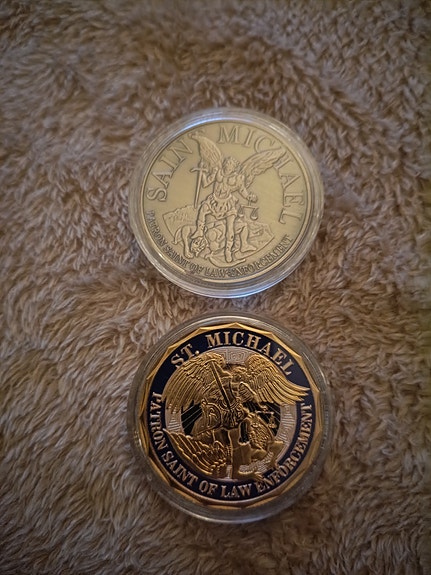 SAINT MICHAEL
PATRON SAINT OF LAW ENFORCEMENT
ST. MICHAEL
PATRON SAINT OF LAW ENFORCEMENT